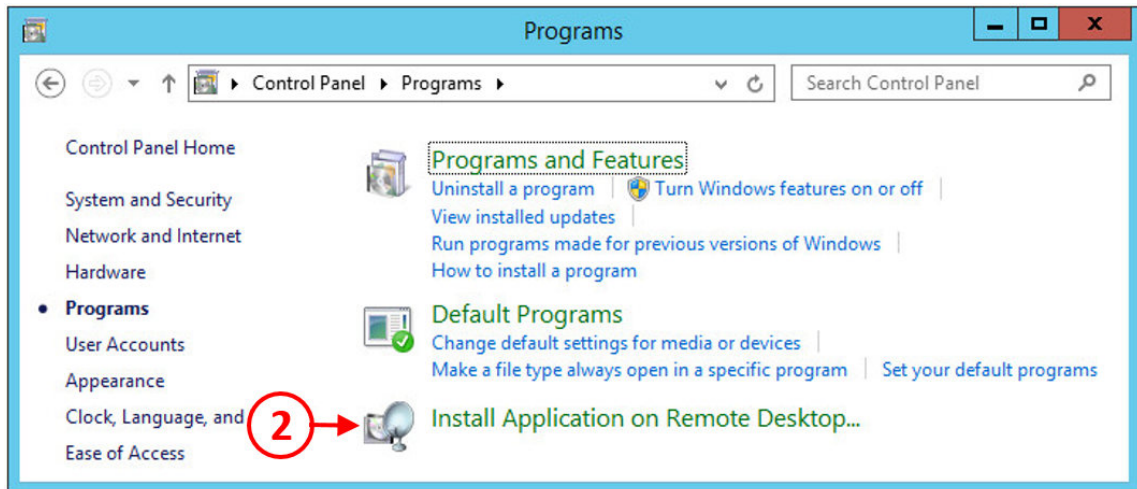 Programs
Control Panel Programs
Search Control Panel
Control Panel Home
System and Security
Network and Internet
Hardware
Programs
User Accounts
Appearance
Clock, Language, and
Ease of Access
Programs and Features
Uninstall a program Turn Windows features on or off
View installed updates
Run programs made for previous versions of Windows
How to install a program
Default Programs
Change default settings for media or devices
Make a file type always open in a specific program Set your default programs
2
Install Application on Remote Desktop...